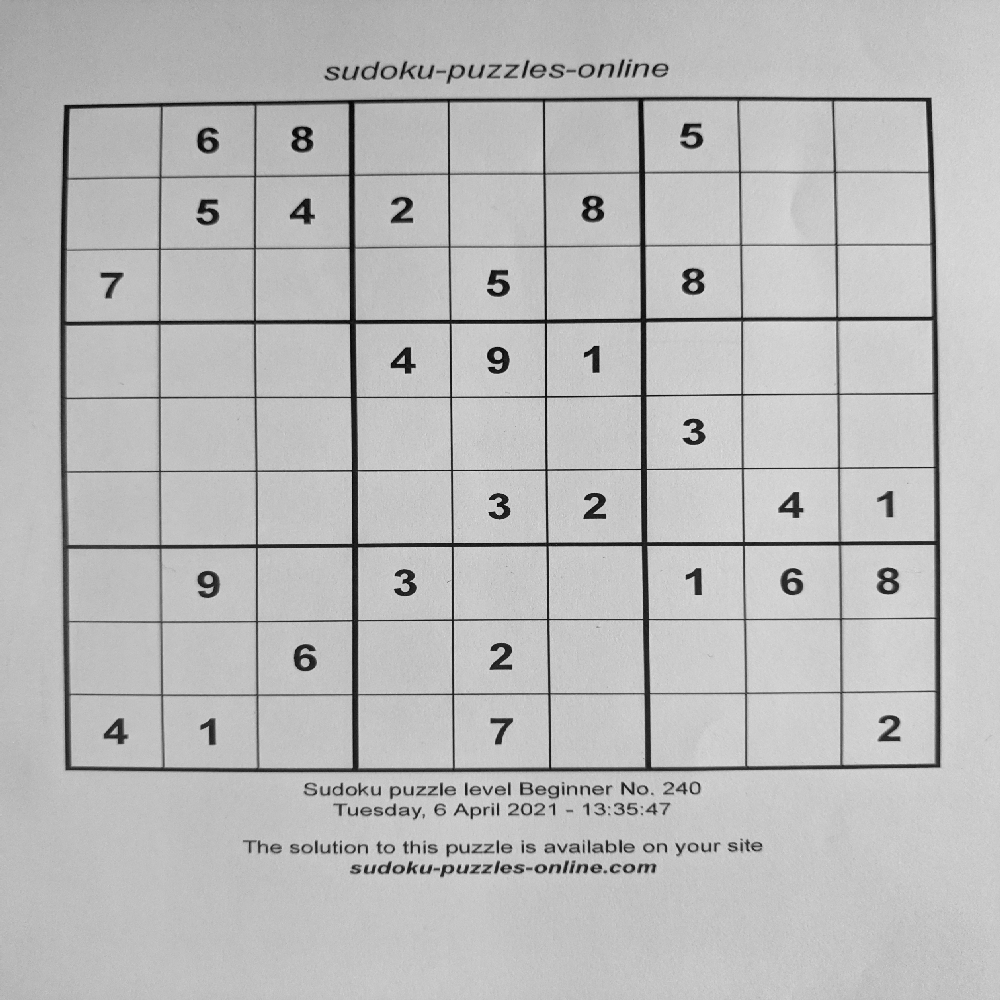 sudoku-puzzles-online
6 8 5
5 4 2 8
7 5 8
4 9 1
3
3 2 4 1
9 3 1 6 8
6 2
4 1 7 2
Sudoku puzzle level Beginner No. 240
Tuesday, 6 April 2021 - 13:35:47
The solution to this puzzle is available on your site
sudoku-puzzles-online.com